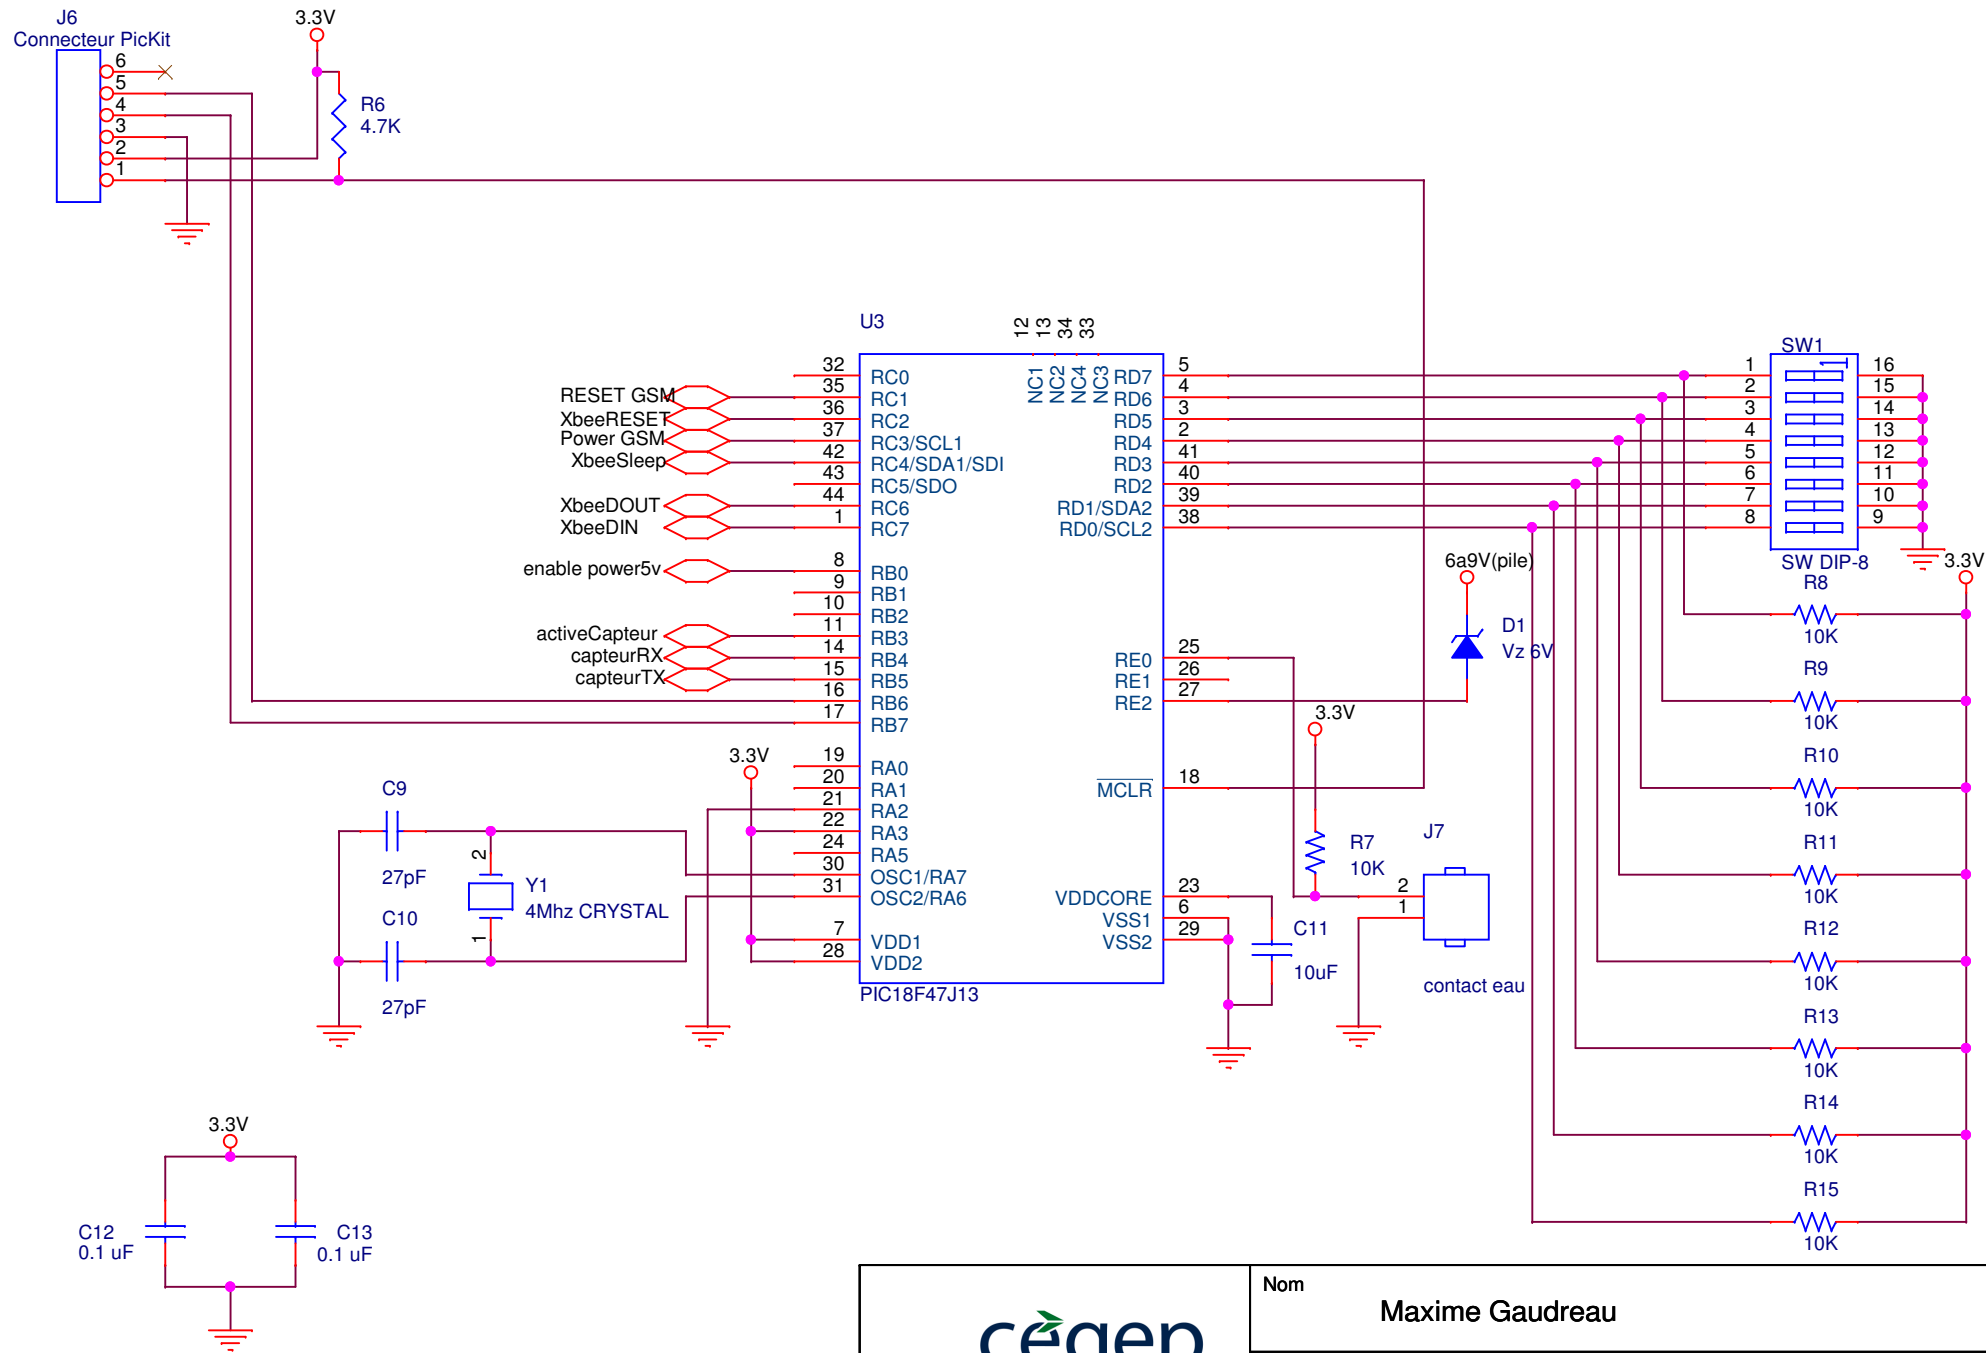 J6
Connecteur PicKit
6
5
4
3
2
1
3.3V
R6
4.7K
U3
12
13
34
33
NC1
NC2
NC4
NC3
RESET GSM
XbeeRESET
Power GSM
XbeeSleep
XbeeDOUT
XbeeDIN
enable power5v
activeCapteur
capteurRX
capteurTX
32 RC0
35 RC1
36 RC2
37 RC3/SCL1
42 RC4/SDA1/SDI
43 RC5/SDO
44 RC6
1 RC7
8 RB0
9 RB1
10 RB2
11 RB3
14 RB4
15 RB5
16 RB6
17 RB7
19 RA0
20 RA1
21 RA2
22 RA3
24 RA5
30 OSC1/RA7
31 OSC2/RA6
7 VDD1
28 VDD2
PIC18F47J13
RD7 5
RD6 4
RD5 3
RD4 2
RD3 41
RD2 40
RD1/SDA2 39
RD0/SCL2 38
RE0 25
RE1 26
RE2 27
MCLR 18
VDDCORE 23
VSS1 6
VSS2 29
SW1
1
1 16
2 15
3 14
4 13
5 12
6 11
7 10
8 9
SW DIP-8
3.3V
R8
10K
R9
10K
R10
10K
R11
10K
R12
10K
R13
10K
R14
10K
R15
10K
6a9V(pile)
D1
Vz 6V
3.3V
R7
10K
J7
2
1
contact eau
C11
10uF
3.3V
C9
27pF
C10
27pF
2
1
Y1
4Mhz CRYSTAL
3.3V
C12
0.1 uF
C13
0.1 uF
cégep
Nom
Maxime Gaudreau